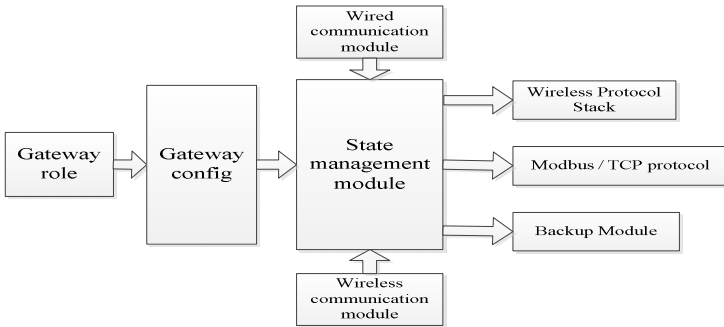 Wired
communication
module
Gateway
role
Gateway
config
State
management
module
Wireless Protocol
Stack
Modbus / TCP protocol
Backup Module
Wireless
communication
module